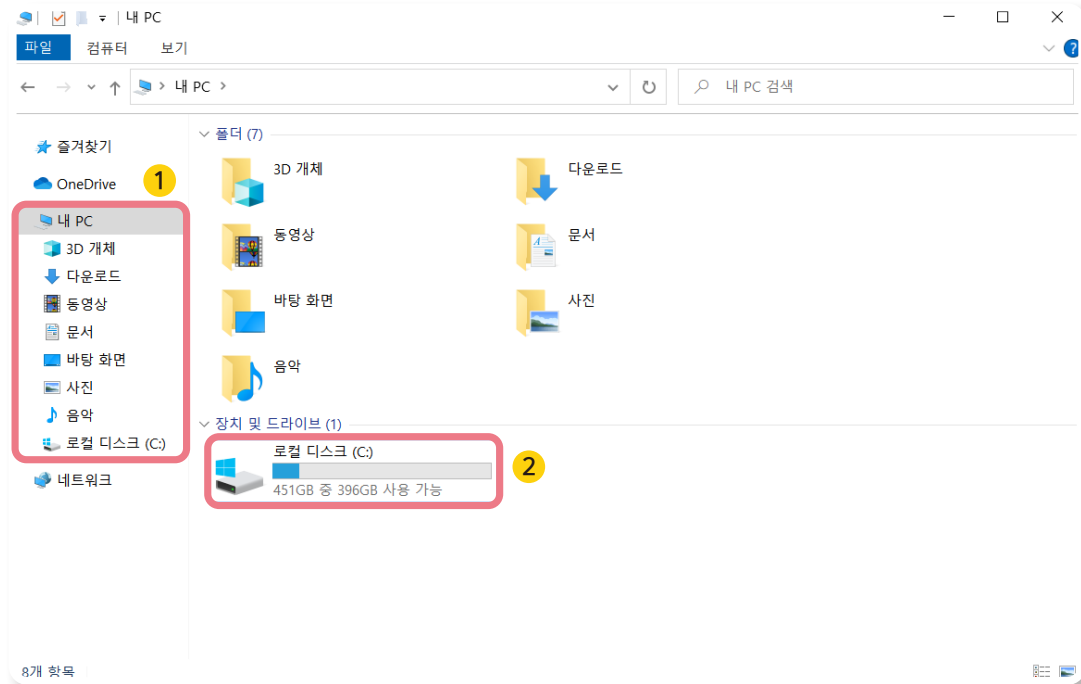 내 PC
파일 컴퓨터 보기 ?
내 PC 내 PC 검색
즐겨찾기
OneDrive
1
내 PC
3D 개체
다운로드
동영상
문서
바탕 화면
사진
음악
로컬 디스크 (C:)
네트워크
폴더 (7)
3D 개체 다운로드
동영상 문서
바탕 화면 사진
음악
장치 및 드라이브 (1)
로컬 디스크 (C:)
451GB 중 396GB 사용 가능
2
8개 항목